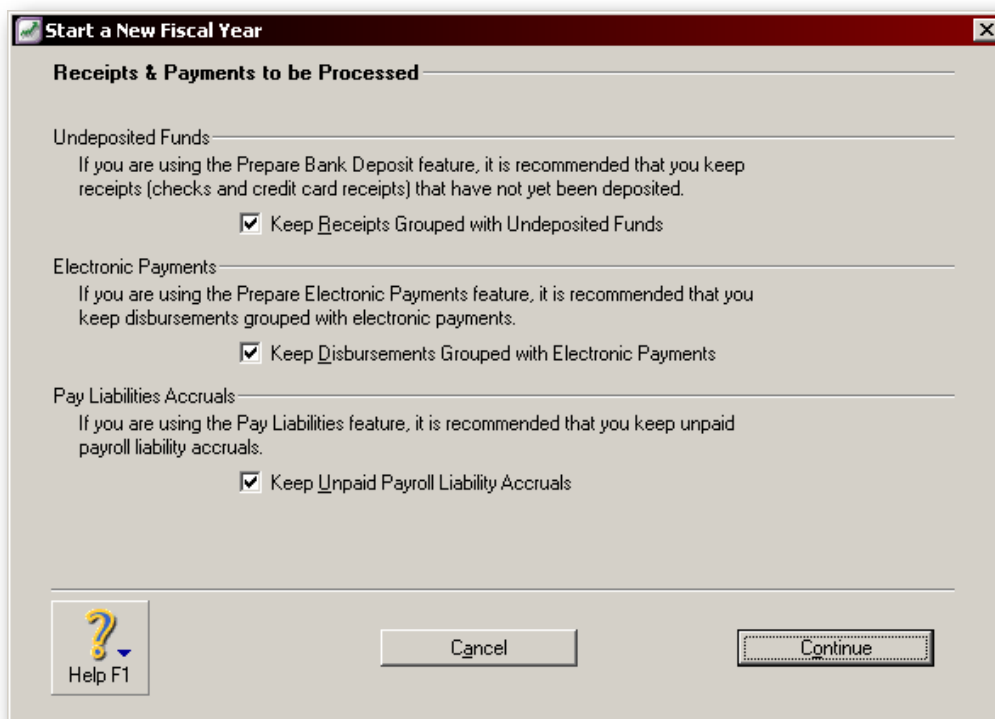 Start a New Fiscal Year
Receipts & Payments to be Processed
Undeposited Funds
If you are using the Prepare Bank Deposit feature, it is recommended that you keep
receipts (checks and credit card receipts) that have not yet been deposited.
Keep Receipts Grouped with Undeposited Funds
Electronic Payments
If you are using the Prepare Electronic Payments feature, it is recommended that you
keep disbursements grouped with electronic payments.
Keep Disbursements Grouped with Electronic Payments
Pay Liabilities Accruals
If you are using the Pay Liabilities feature, it is recommended that you keep unpaid
payroll liability accruals.
Keep Unpaid Payroll Liability Accruals
Help F1
Cancel
Continue